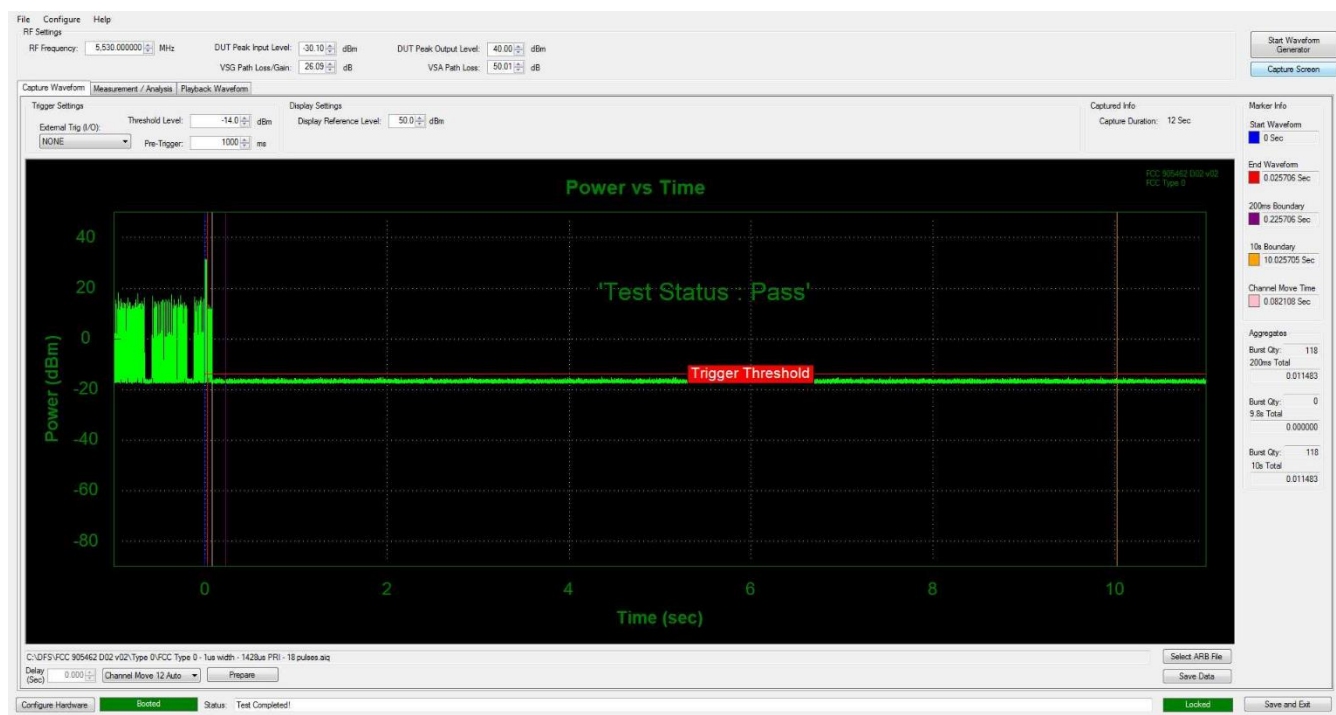 File Configure Help
RF Settings
RF Frequency: 5,530.000000 MHz DUT Peak Input Level: -30.10 dBm DUT Peak Output Level: 40.00 dBm
VSG Path Loss/Gain: 26.09 dB VSA Path Loss: 50.01 dB
Start Waveform Generator
Capture Screen
Capture Waveform Measurement / Analysis Playback Waveform
Trigger Settings
Threshold Level: -14.0 dBm
External Trig (I/O):
NONE
Pre-Trigger: 1000 ms
Display Settings
Display Reference Level: 50.0 dBm
Captured Info
Capture Duration: 12 Sec
Power vs Time
FCC 905462 D02 v02
FCC Type 0
'Test Status : Pass'
Trigger Threshold
Power (dBm)
40
20
0
-20
-40
-60
-80
0 2 4 6 8 10
Time (sec)
Marker Info
Start Waveform
0 Sec
End Waveform
0.025706 Sec
200ms Boundary
0.225706 Sec
10s Boundary
10.025705 Sec
Channel Move Time
0.082108 Sec
Aggregates
Burst Qty: 118
200ms Total
0.011483
Burst Qty: 0
9.8s Total
0.000000
Burst Qty: 118
10s Total
0.011483
C:\DFS\FCC 905462 D02 v02\Type 0\FCC Type 0 - 1us width - 1428us PRI - 18 pulses.aiq
Select ARB File
Delay (Sec) 0.000 Channel Move 12 Auto Prepare
Save Data
Configure Hardware Booted Status: Test Completed! Locked Save and Exit